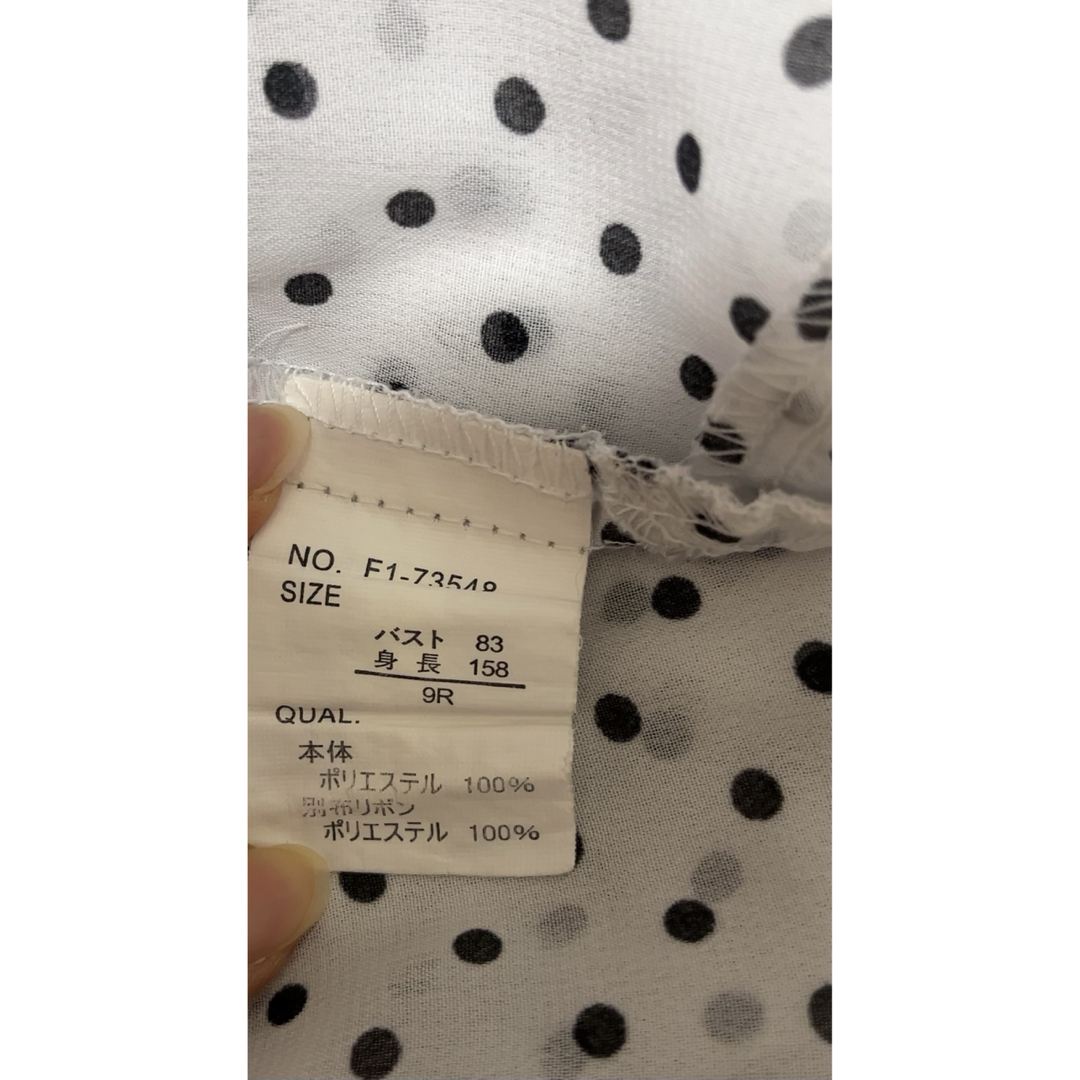 NO. F1-73548
SIZE
バスト 83
身長 158
9R
QUAL.
本体
ポリエステル 100%
別布リボン
ポリエステル 100%